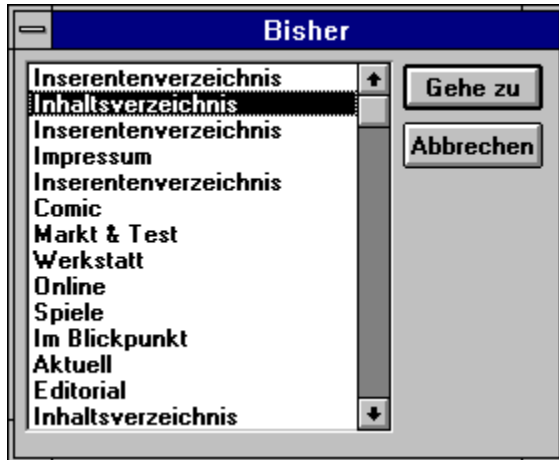 Bisher
Inserentenverzeichnis
Inhaltsverzeichnis
Inserentenverzeichnis
Impressum
Inserentenverzeichnis
Comic
Markt & Test
Werkstatt
Online
Spiele
Im Blickpunkt
Aktuell
Editorial
Inhaltsverzeichnis
Gehe zu
Abbrechen